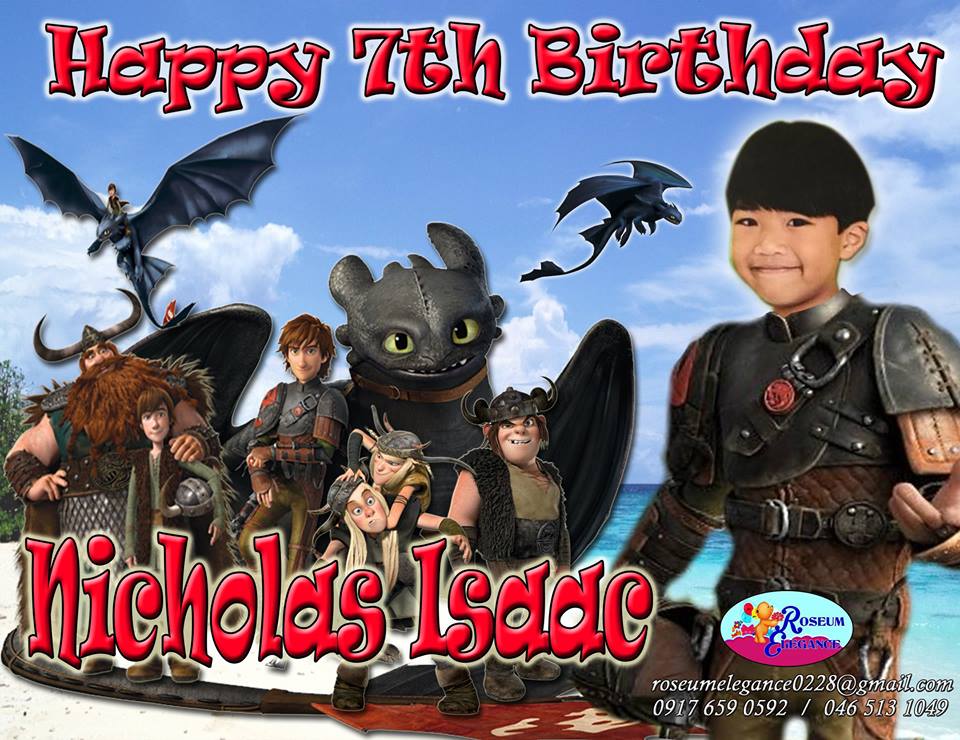 Happy 7th Birthday
Nicholas Isaac
ROSEUM
ELEGANCE
roseumelegance0228@gmail.com
0917 659 0592 / 046 513 1049